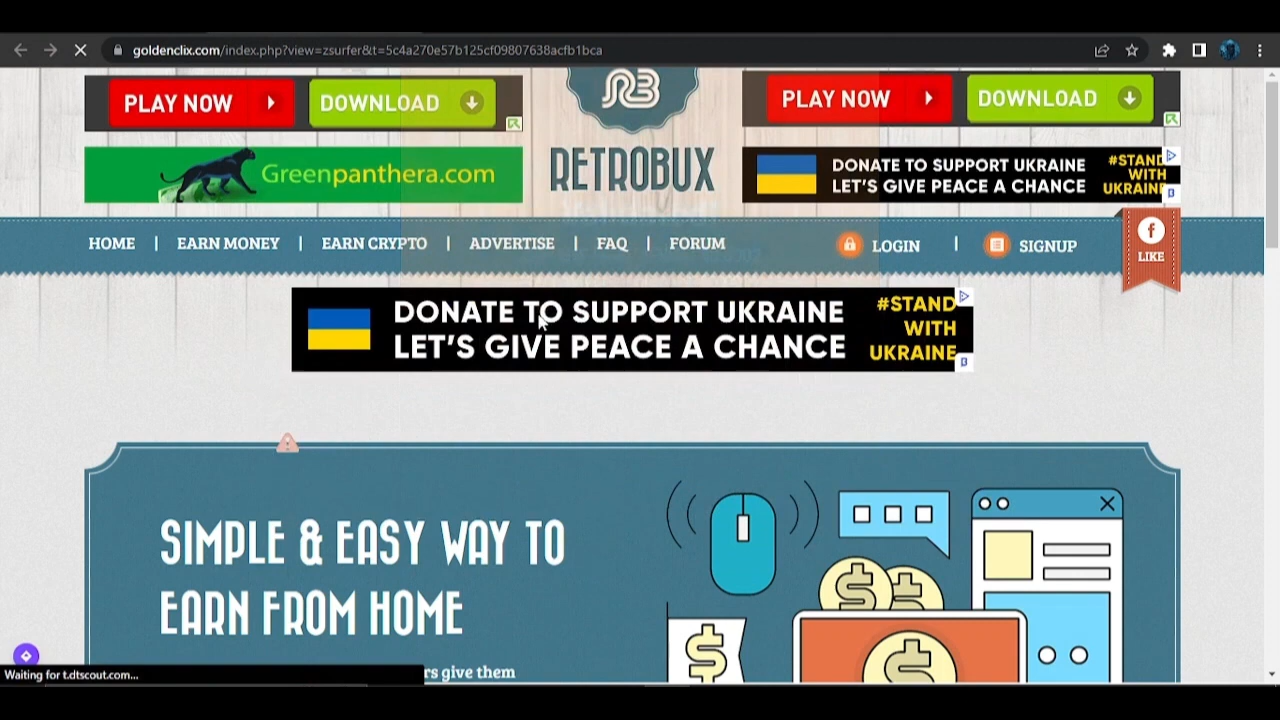 goldenclix.com/index.php?view=zsurfer&t=5c4a270e57b125cf09807638acfb1bca
PLAY NOW
DOWNLOAD
RB
PLAY NOW
DOWNLOAD
Greenpanthera.com
RETROBUX
DONATE TO SUPPORT UKRAINE
LET'S GIVE PEACE A CHANCE
#STAND
WITH
UKRAINE
HOME | EARN MONEY | EARN CRYPTO | ADVERTISE | FAQ | FORUM
LOGIN | SIGNUP
f
LIKE
DONATE TO SUPPORT UKRAINE
LET'S GIVE PEACE A CHANCE
#STAND
WITH
UKRAINE
SIMPLE & EASY WAY TO
EARN FROM HOME
rs give them
Waiting for t.dtscout.com...